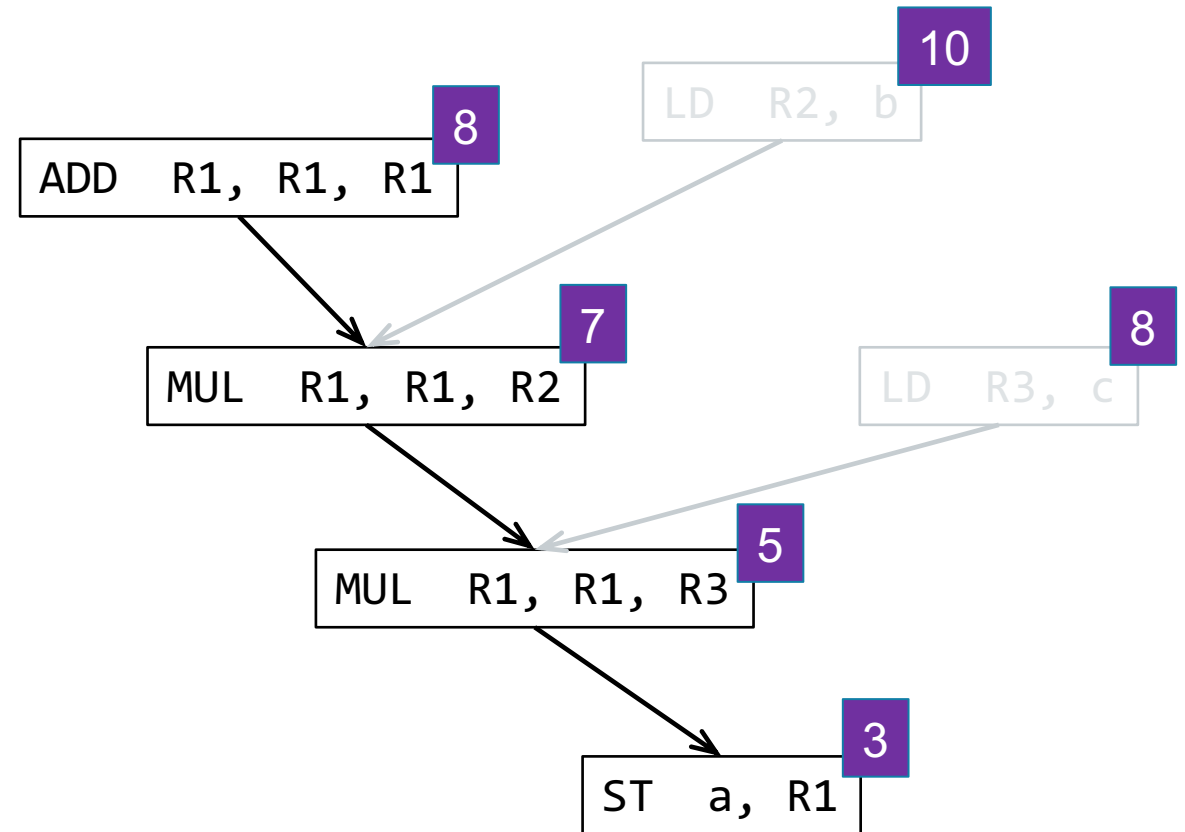 10
LD R2, b
8
ADD R1, R1, R1
7
MUL R1, R1, R2
8
LD R3, c
5
MUL R1, R1, R3
3
ST a, R1